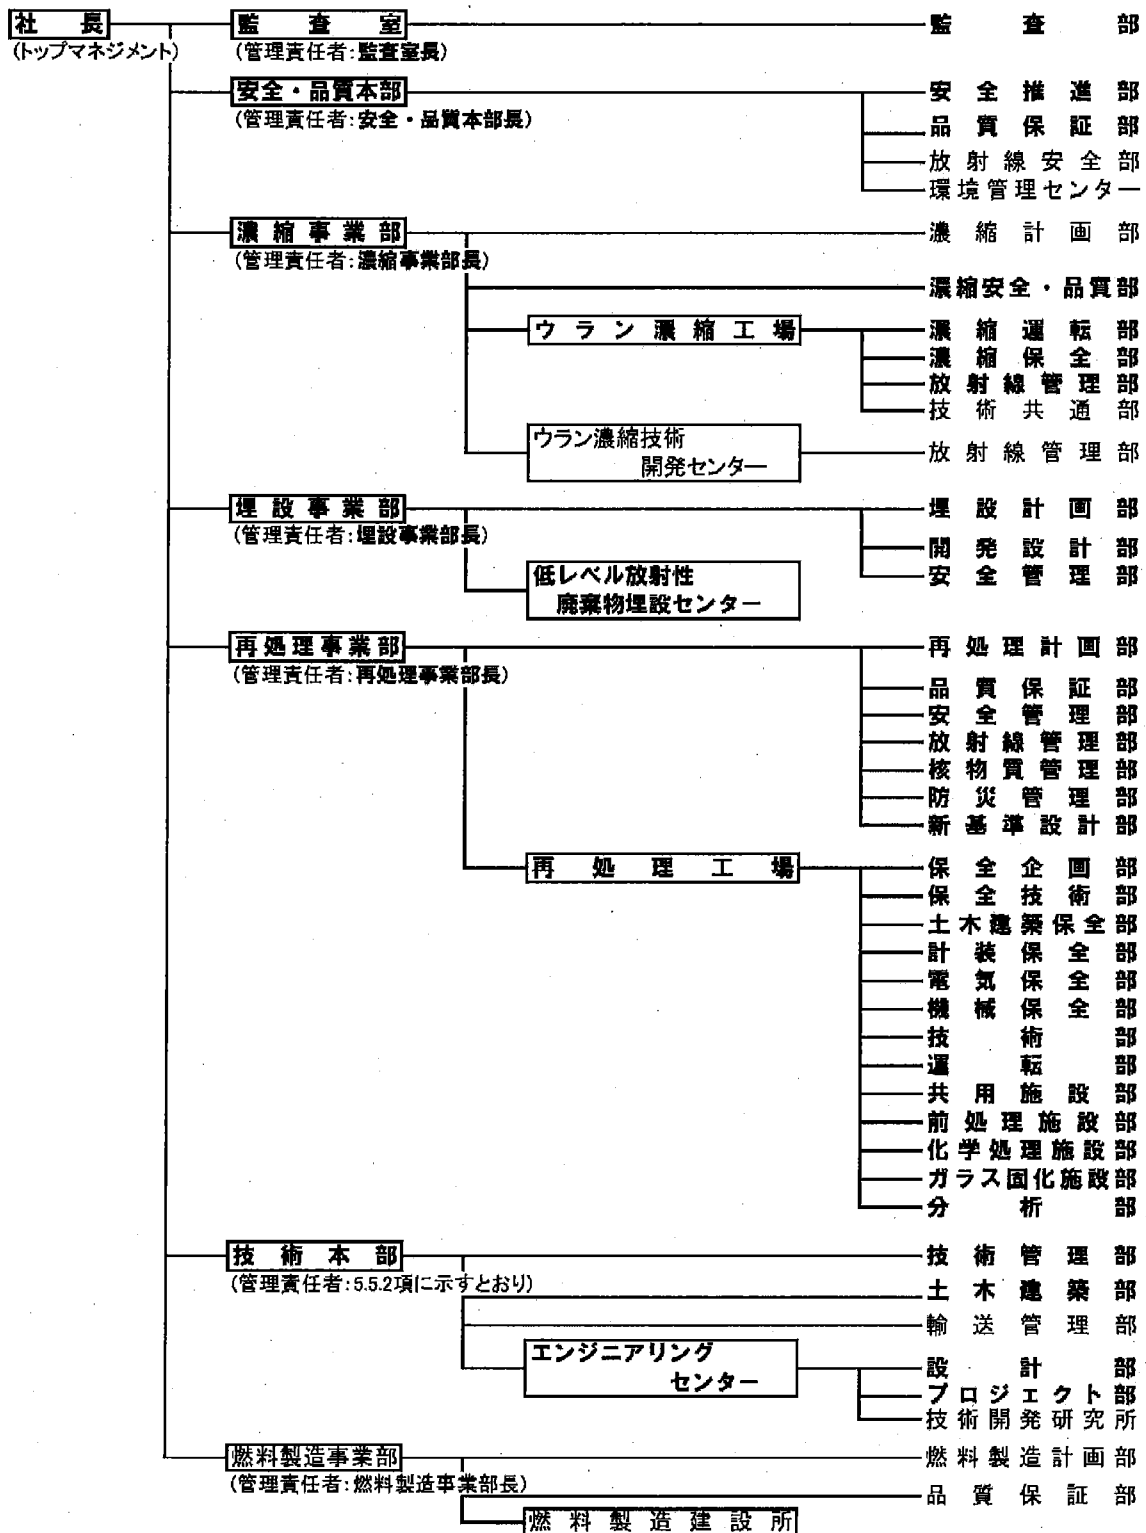 社長 監査室 監査部
(トップマネジメント) (管理責任者:監査室長)
安全・品質本部 安全推進部
(管理責任者:安全・品質本部長)
品質保証部
放射線安全部
環境管理センター
濃縮事業部 濃縮計画部
(管理責任者:濃縮事業部長)
濃縮安全・品質部
ウラン濃縮工場 濃縮運転部
濃縮保全部
放射線管理部
技術共通部
ウラン濃縮技術
開発センター
放射線管理部
埋設事業部 埋設計画部
(管理責任者:埋設事業部長)
開発設計部
安全管理部
低レベル放射性
廃棄物埋設センター
再処理事業部 再処理計画部
(管理責任者:再処理事業部長)
品質保証部
安全管理部
放射線管理部
核物質管理部
防災管理部
新基準設計部
再処理工場 保全企画部
保全技術部
土木建築保全部
計装保全部
電気保全部
機械保全部
技術部
運転部
共用施設部
前処理施設部
化学処理施設部
ガラス固化施設部
分析部
技術本部 技術管理部
(管理責任者:5.5.2項に示すとおり)
土木建築部
輸送管理部
エンジニアリング
センター
設計部
プロジェクト部
技術開発研究所
燃料製造事業部 燃料製造計画部
(管理責任者:燃料製造事業部長)
品質保証部
燃料製造建設所